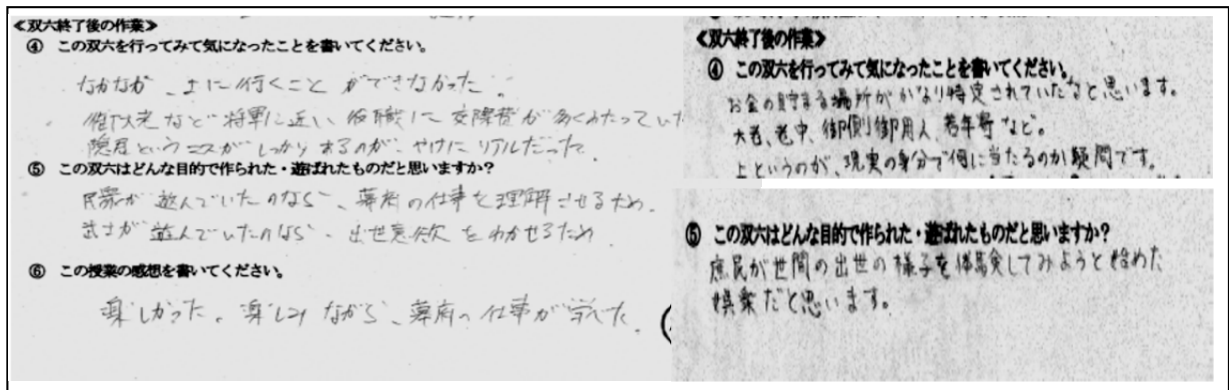 ≪双六終了後の作業≫
④ この双六を行ってみて気になったことを書いてください。
なかなか、上に行くことができなかった。
など将軍に近い役職に交際費が多くみたっていた
隠居というマスがしっかりあるのが、やけにリアルだった
⑤ この双六はどんな目的で作られた・遊ばれたものだと思いますか?
民衆が遊んでいたのなら、幕府の仕事を理解させるため。
武士が遊んでいたのなら、出世意欲をわかせるため
⑥ この授業の感想を書いてください。
楽しかった。楽しみながら、幕府の仕事が学べた。
≪双六終了後の作業≫
④ この双六を行ってみて気になったことを書いてください。
お金の貯まる場所がかなり特定されていたなと思います。
大老、老中、御側御用人、若年寄など。
上というのが、現実の身分で何に当たるのか疑問です。
⑤ この双六はどんな目的で作られた・遊ばれたものだと思いますか?
庶民が世間の出世の様子を体験してみようと始めた
娯楽だと思います。